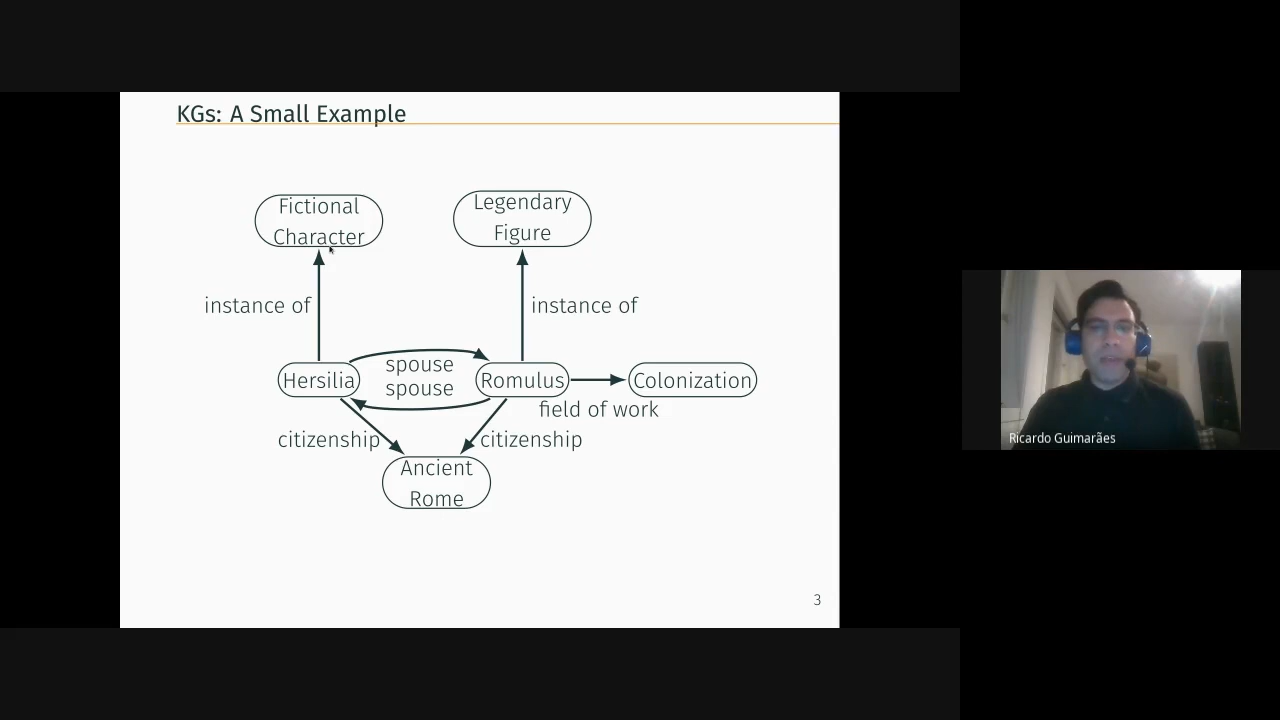 KGs: A Small Example
Fictional
Character
Legendary
Figure
instance of
instance of
Hersilia
spouse
spouse
Romulus
Colonization
field of work
citizenship
citizenship
Ancient
Rome
3
Ricardo Guimarães